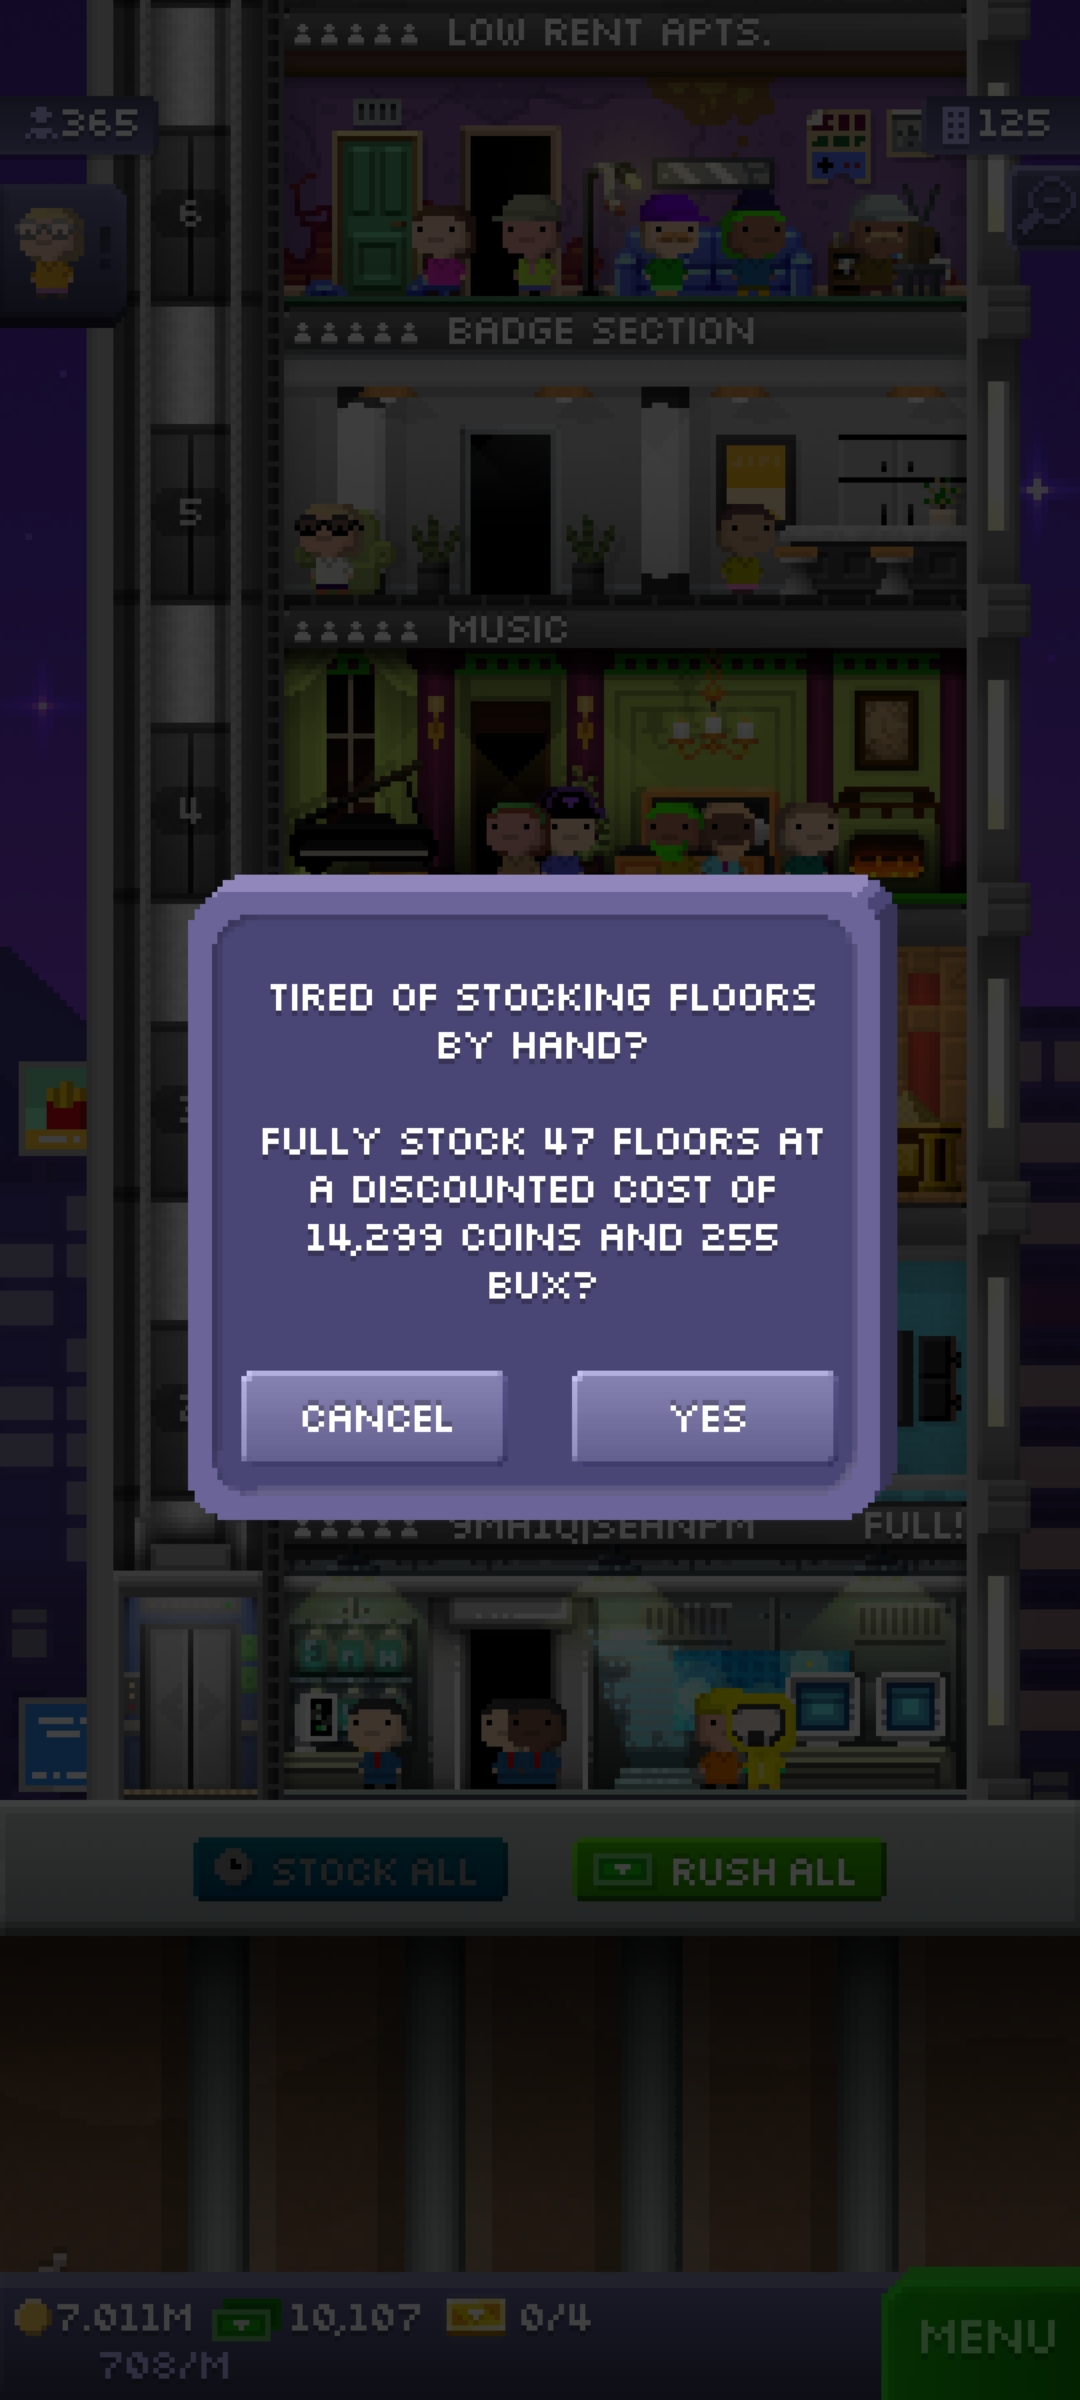 LOW RENT APTS.
365
125
6
BADGE SECTION
5
MUSIC
4
TIRED OF STOCKING FLOORS
BY HAND?
FULLY STOCK 47 FLOORS AT
A DISCOUNTED COST OF
14,299 COINS AND 255
BUX?
CANCEL
YES
FULL!
STOCK ALL
RUSH ALL
7.011M
10,107
0/4
708/M
MENU